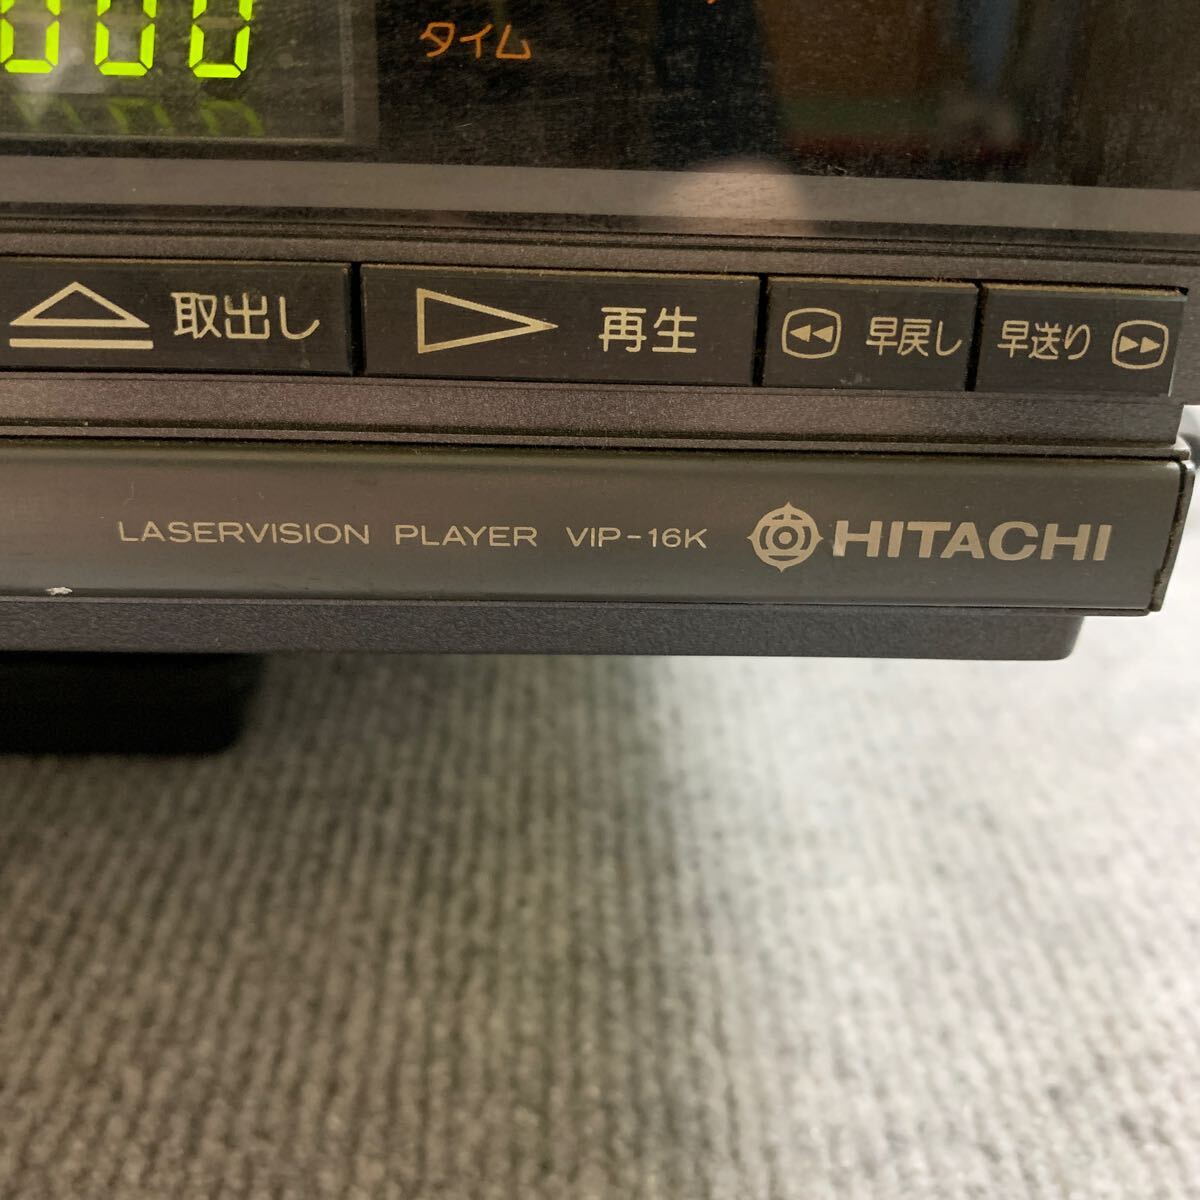 000
タイム
取出し 再生 早戻し 早送り
LASERVISION PLAYER VIP-16K HITACHI